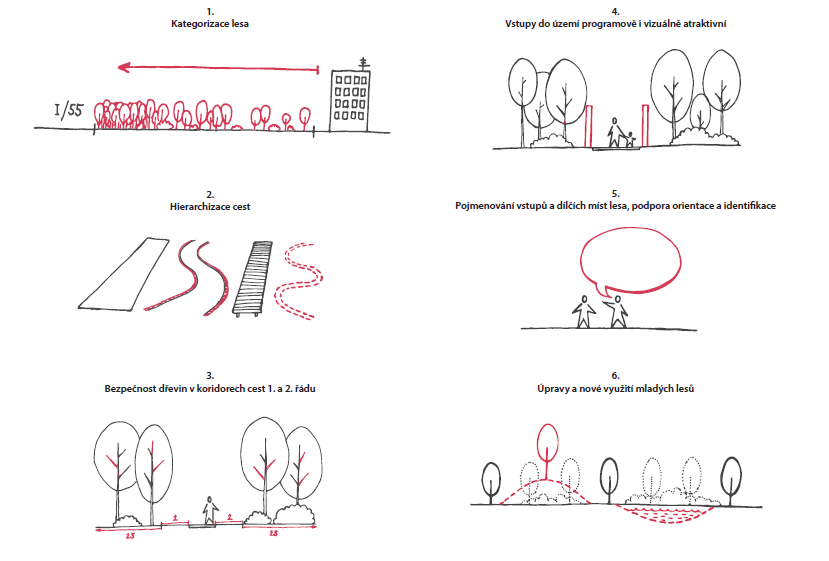 1.
Kategorizace lesa
I/55
2.
Hierarchizace cest
3.
Bezpečnost dřevin v koridorech cest 1. a 2. řádu
2
2
25
25
4.
Vstupy do území programově i vizuálně atraktivní
5.
Pojmenování vstupů a dílčích míst lesa, podpora orientace a identifikace
6.
Úpravy a nové využití mladých lesů